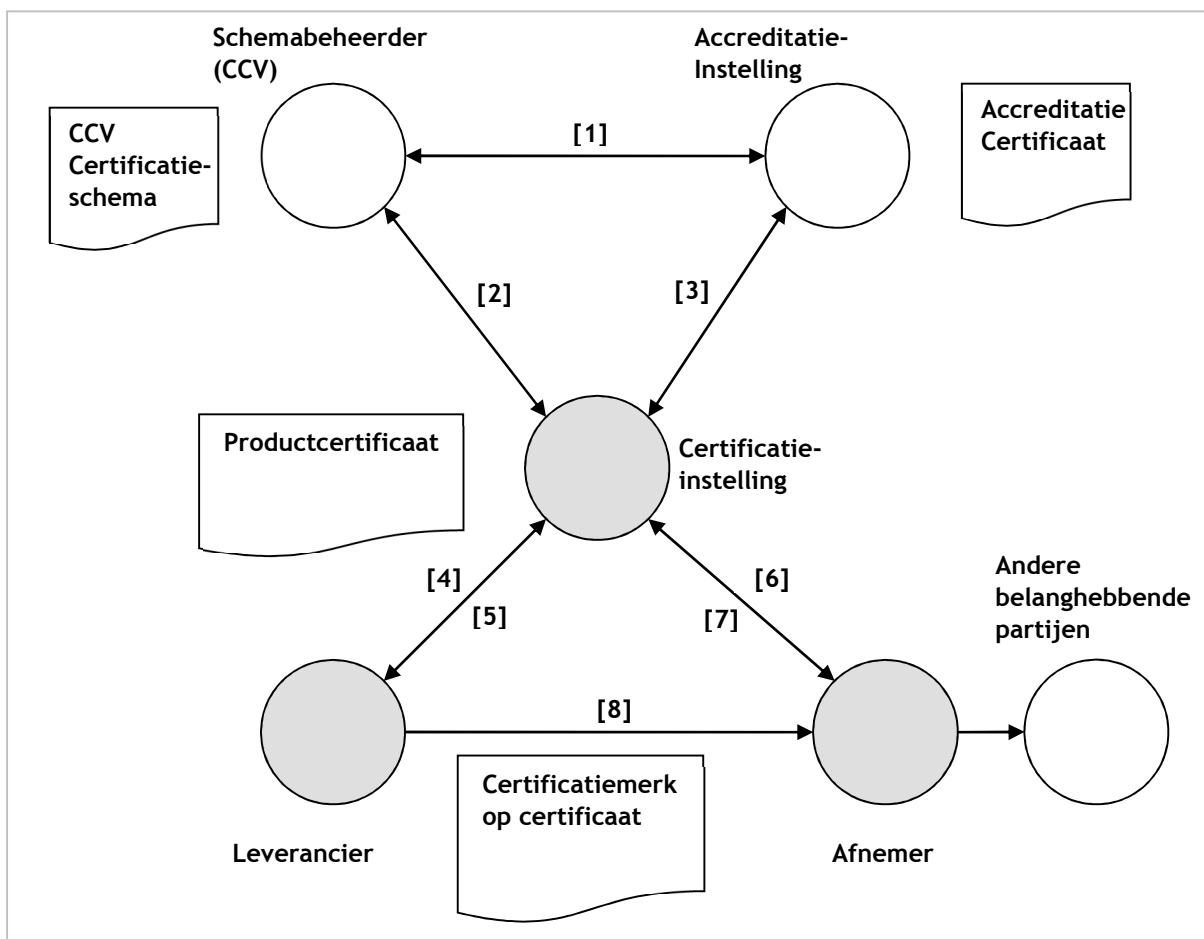 Schemabeheerder
(CCV)
Accreditatie-
Instelling
CCV
Certificatie-
schema
[1]
Accreditatie
Certificaat
[2]
[3]
Productcertificaat
Certificatie-
instelling
[4]
[5]
[6]
[7]
Andere
belanghebbende
partijen
[8]
Certificatiemerk
op certificaat
Leverancier
Afnemer